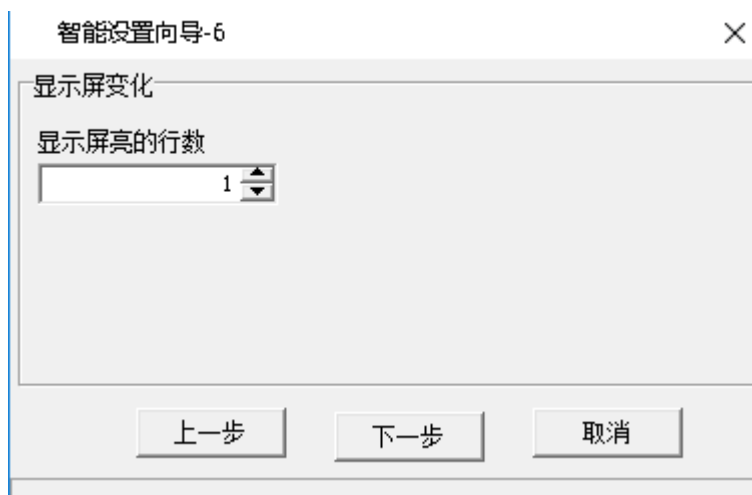 智能设置向导-6
显示屏变化
显示屏亮的行数
1
上一步 下一步 取消